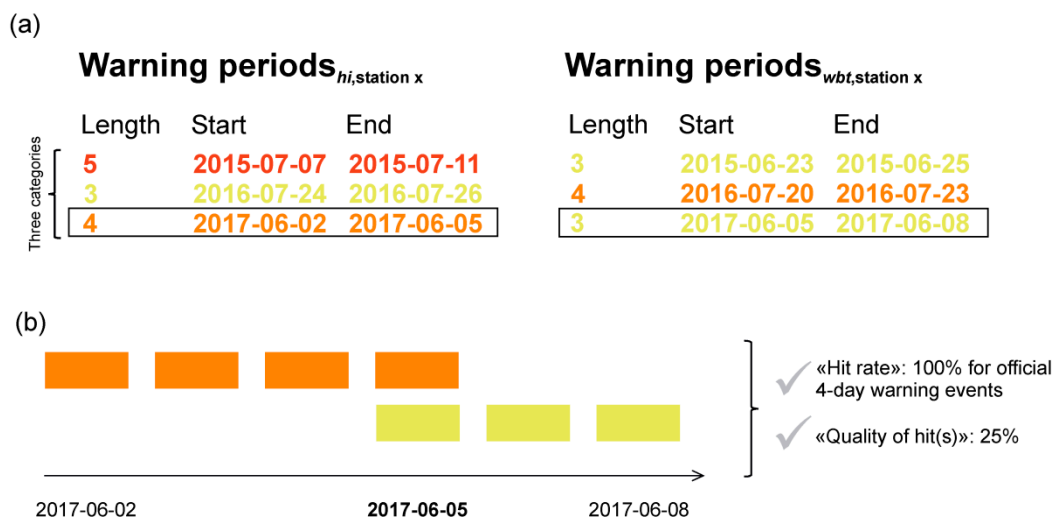 (a)
Warning periods hi,station x
Warning periods wbt,station x
Length Start End
Length Start End
Three categories
5 2015-07-07 2015-07-11
3 2015-06-23 2015-06-25
3 2016-07-24 2016-07-26
4 2016-07-20 2016-07-23
4 2017-06-02 2017-06-05
3 2017-06-05 2017-06-08
(b)
«Hit rate»: 100% for official
4-day warning events
«Quality of hit(s)»: 25%
2017-06-02 2017-06-05 2017-06-08